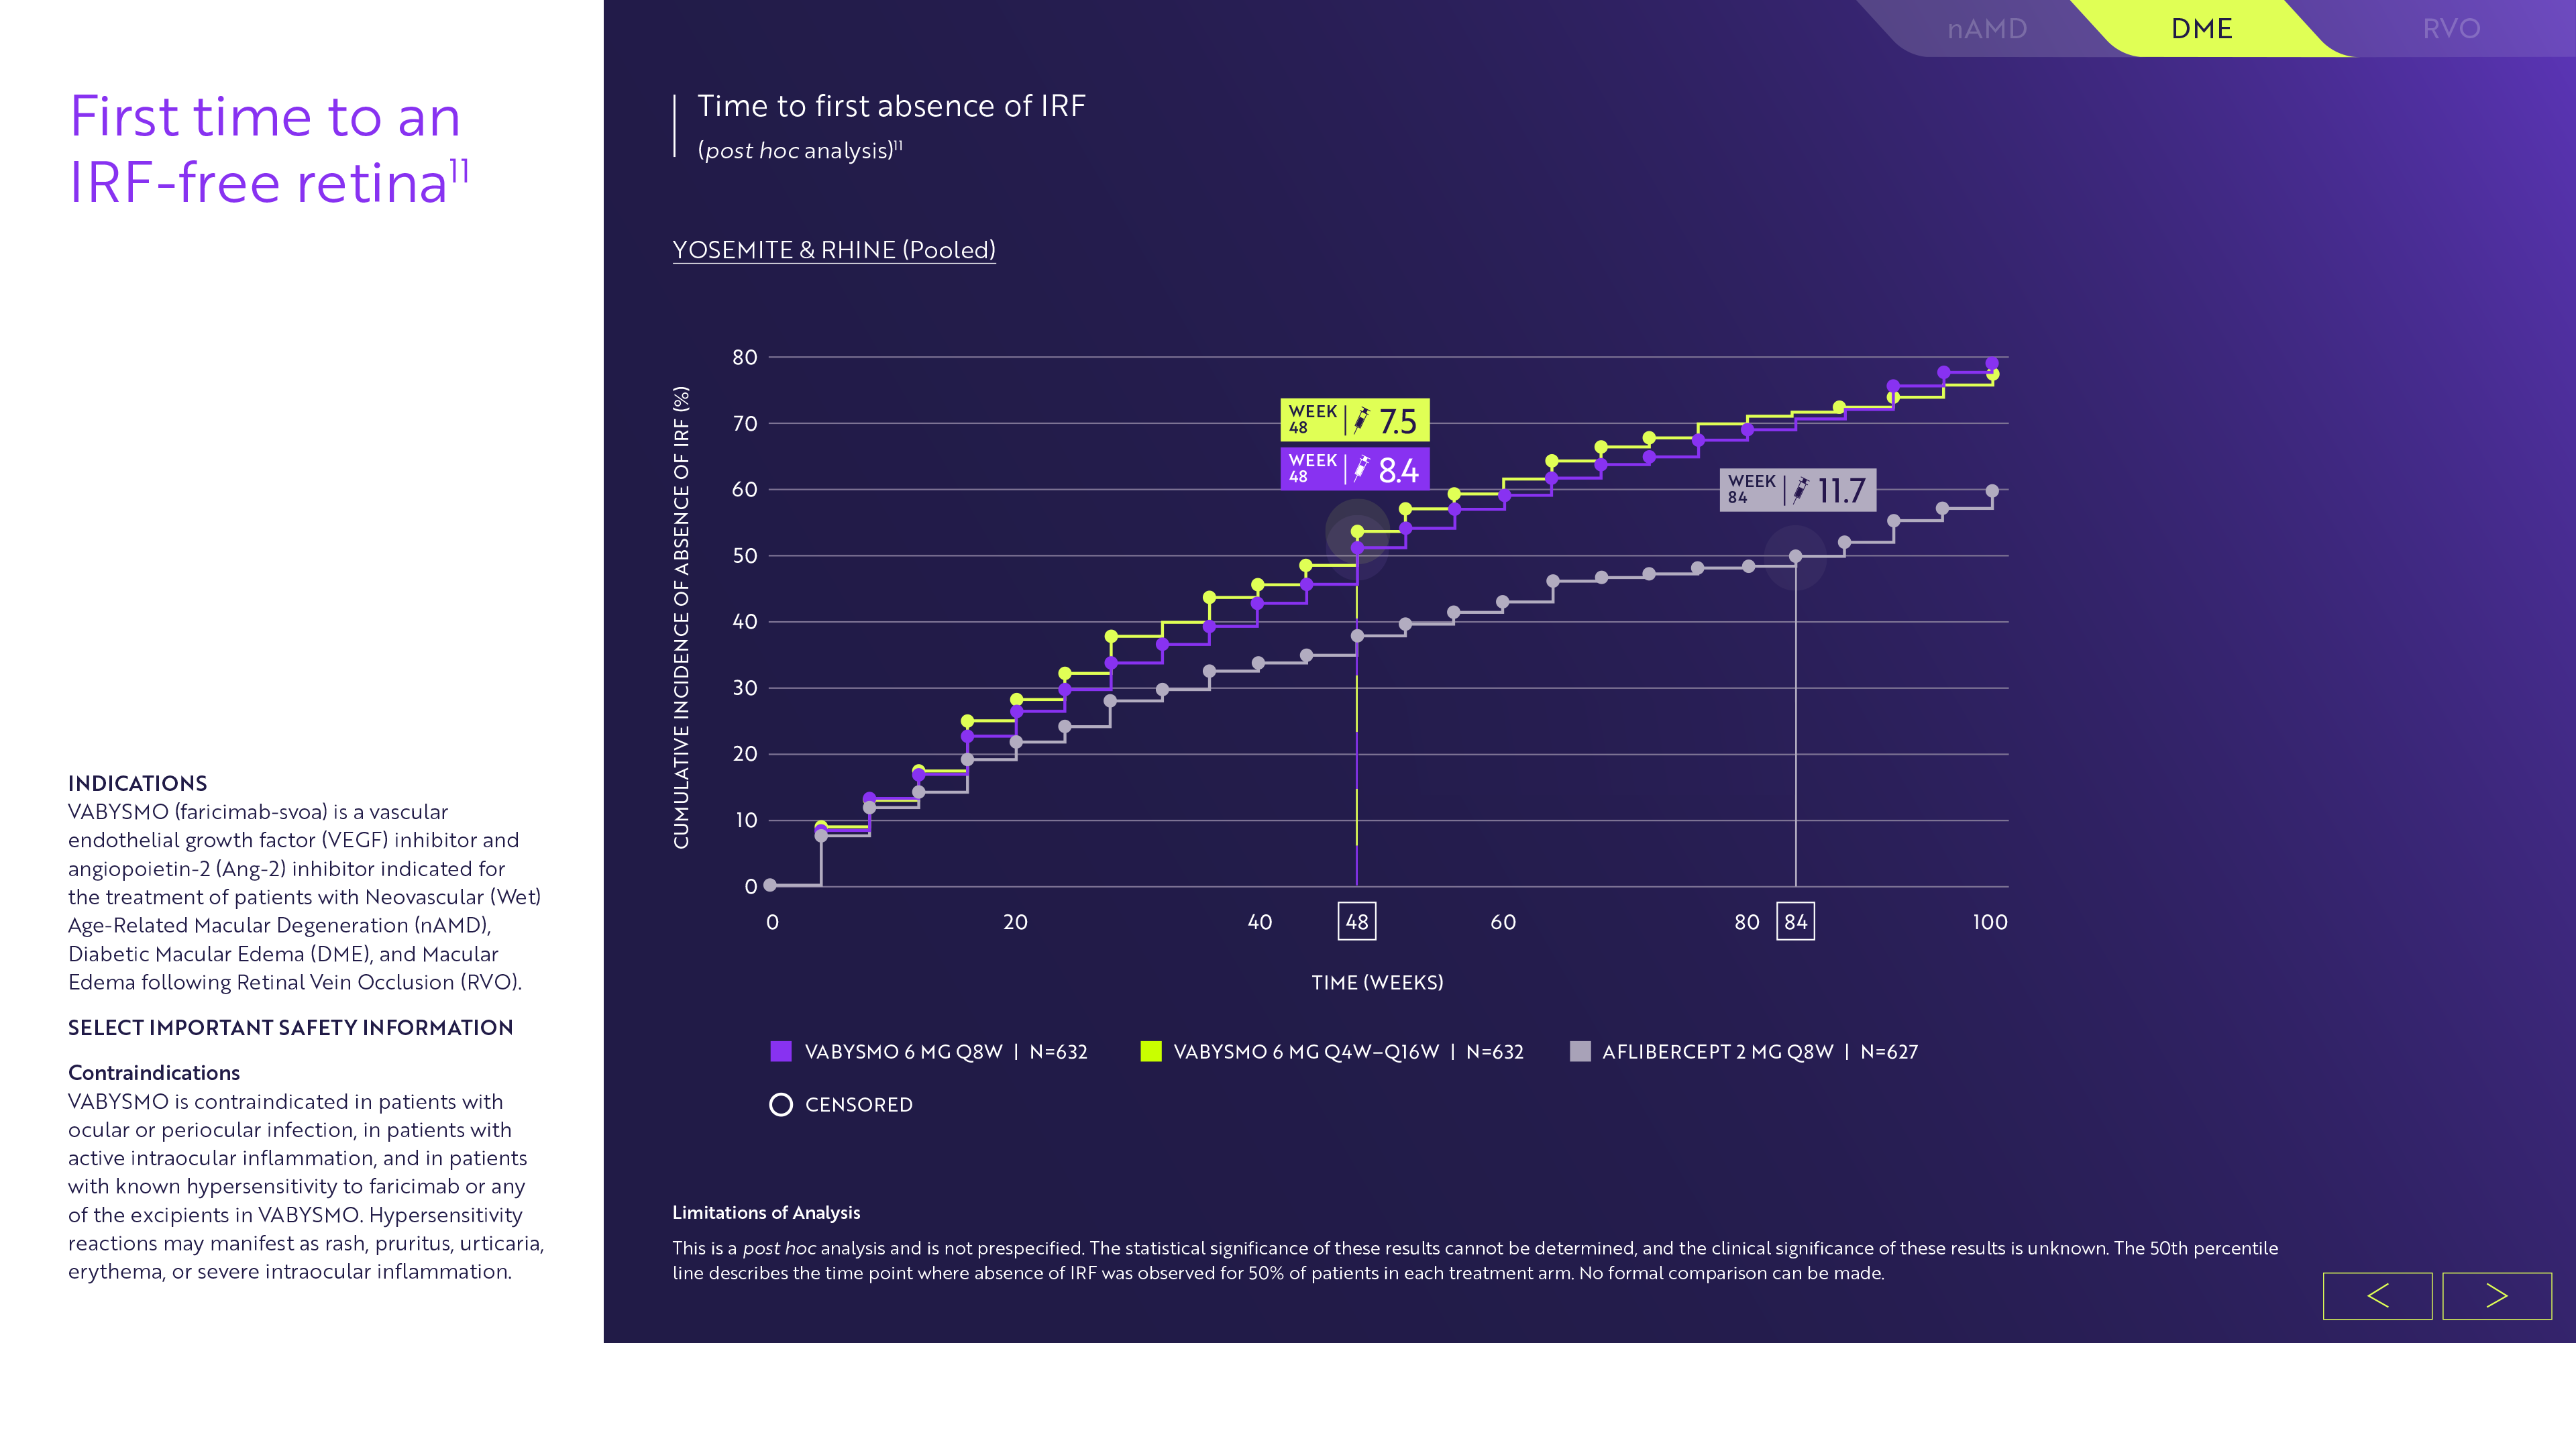 First time to an
IRF-free retina11
INDICATIONS
VABYSMO (faricimab-svoa) is a vascular
endothelial growth factor (VEGF) inhibitor and
angiopoietin-2 (Ang-2) inhibitor indicated for
the treatment of patients with Neovascular (Wet)
Age-Related Macular Degeneration (nAMD),
Diabetic Macular Edema (DME), and Macular
Edema following Retinal Vein Occlusion (RVO).
SELECT IMPORTANT SAFETY INFORMATION
Contraindications
VABYSMO is contraindicated in patients with
ocular or periocular infection, in patients with
active intraocular inflammation, and in patients
with known hypersensitivity to faricimab or any
of the excipients in VABYSMO. Hypersensitivity
reactions may manifest as rash, pruritus, urticaria,
erythema, or severe intraocular inflammation.
nAMD
DME
RVO
Time to first absence of IRF
(post hoc analysis)11
YOSEMITE & RHINE (Pooled)
CUMULATIVE INCIDENCE OF ABSENCE OF IRF (%)
80
70
60
50
40
30
20
10
0
WEEK 48 | 7.5
WEEK 48 | 8.4
WEEK 84 | 11.7
0 20 40 48 60 80 84 100
TIME (WEEKS)
VABYSMO 6 MG Q8W | N=632
VABYSMO 6 MG Q4W–Q16W | N=632
AFLIBERCEPT 2 MG Q8W | N=627
CENSORED
Limitations of Analysis
This is a post hoc analysis and is not prespecified. The statistical significance of these results cannot be determined, and the clinical significance of these results is unknown. The 50th percentile
line describes the time point where absence of IRF was observed for 50% of patients in each treatment arm. No formal comparison can be made.
< >